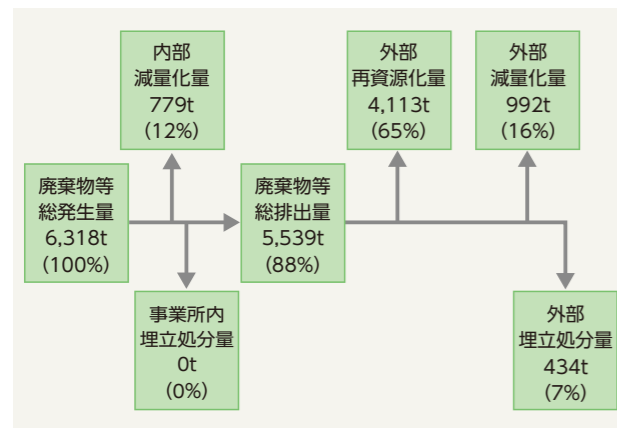 内部
減量化量
779t
(12%)
外部
再資源化量
4,113t
(65%)
外部
減量化量
992t
(16%)
廃棄物等
総発生量
6,318t
(100%)
廃棄物等
総排出量
5,539t
(88%)
事業所内
埋立処分量
0t
(0%)
外部
埋立処分量
434t
(7%)